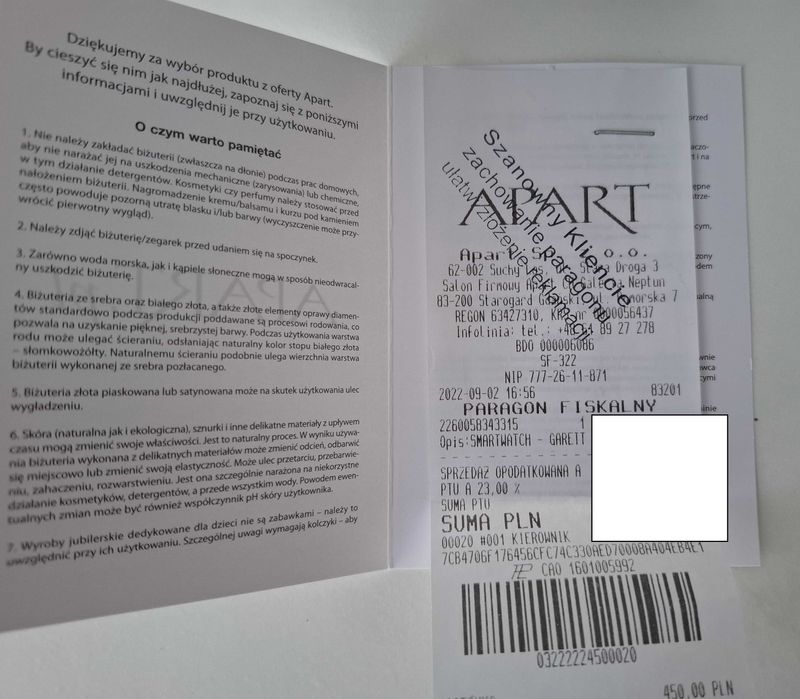 Dziękujemy za wybór produktu z oferty Apart.
By cieszyć się nim jak najdłużej, zapoznaj się z poniższymi
informacjami i uwzględnij je przy użytkowaniu.
O czym warto pamiętać
1. Nie należy zakładać biżuterii (zwłaszcza na dłonie) podczas prac domowych,
aby nie narażać jej na uszkodzenia mechaniczne (zarysowania) lub chemiczne,
w tym działanie detergentów. Kosmetyki czy perfumy należy stosować przed
nałożeniem biżuterii. Nagromadzenie kremu/balsamu i kurzu pod kamieniem
często powoduje pozorną utratę blasku i/lub barwy (wyczyszczenie może przy-
wrócić pierwotny wygląd).
2. Należy zdjąć biżuterię/zegarek przed udaniem się na spoczynek.
3. Zarówno woda morska, jak i kąpiele słoneczne mogą w sposób nieodwracal-
ny uszkodzić biżuterię.
4. Biżuteria ze srebra oraz białego złota, a także złote elementy oprawy diamen-
tów standardowo podczas produkcji poddawane są procesowi rodowania, co
pozwala na uzyskanie pięknej, srebrzystej barwy. Podczas użytkowania warstwa
rodu może ulegać ścieraniu, odsłaniając naturalny kolor stopu białego złota
– słomkowożółty. Naturalnemu ścieraniu podobnie ulega wierzchnia warstwa
biżuterii wykonanej ze srebra pozłacanego.
5. Biżuteria złota piaskowana lub satynowana może na skutek użytkowania ulec
wygładzeniu.
6. Skóra (naturalna jak i ekologiczna), sznurki i inne delikatne materiały z upływem
czasu mogą zmienić swoje właściwości. Jest to naturalny proces. W wyniku używa-
nia biżuteria wykonana z delikatnych materiałów może zmienić odcień, odbarwić
się miejscowo lub zmienić swoją elastyczność. Może ulec przetarciu, przebarwie-
niu, zahaczeniu, rozwarstwieniu. Jest ona szczególnie narażona na niekorzystne
działanie kosmetyków, detergentów, a przede wszystkim wody. Powodem ewen-
tualnych zmian może być również współczynnik pH skóry użytkownika.
7. Wyroby jubilerskie dedykowane dla dzieci nie są zabawkami – należy to
uwzględnić przy ich użytkowaniu. Szczególnej uwagi wymagają kolczyki – aby
Szanowny Kliencie
zachowanie paragonu
ułatwi złożenie reklamacji
APART
Apart o.o.
62-002 Suchy Las, Droga 3
Salon Firmowy Neptun
83-200 Starogard 7
REGON 63427310, 56437
Infolinia: tel.: 89 27 278
BDO 000006086
SF-322
NIP 777-26-11-871
2022-09-02 16:56 83201
PARAGON FISKALNY
2260058343315 1
Opis:SMARTWATCH - GARETT
SPRZEDAŻ OPODATKOWANA A
PTU A 23,00 %
SUMA PTU
SUMA PLN
00020 #001 KIEROWNIK
7CB4706F176456CFC74C330AED70008A404EB4E1
CAO 1601005992
03222224500020
450,00 PLN